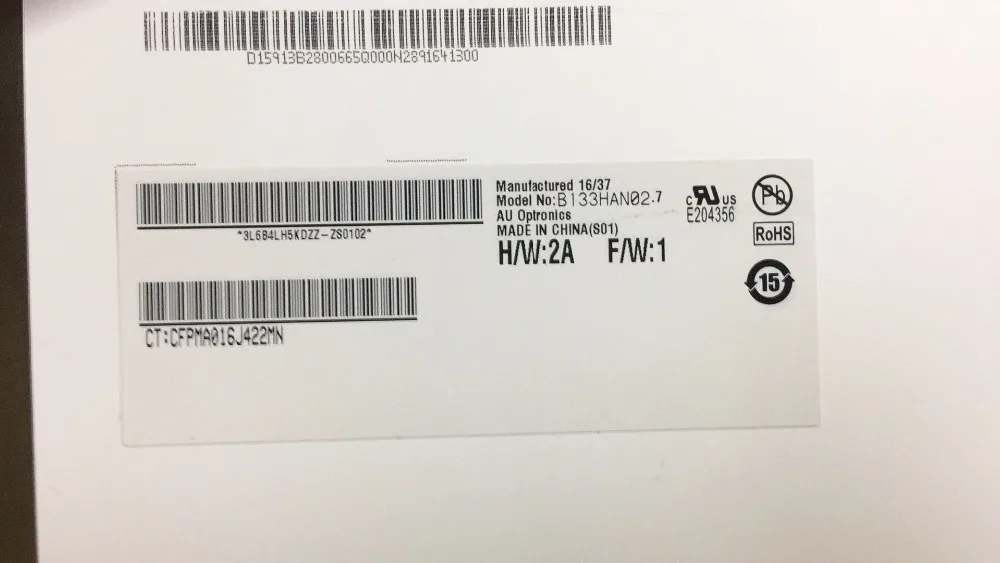 D15913B2800665Q000N2891641300
Manufactured 16/37
Model No:B133HAN02.7
AU Optronics
MADE IN CHINA(S01)
H/W:2A F/W:1
c RU US
E204356
Pb
RoHS
15
*3L6B4LH5KDZZ-ZS0102*
CT:CFPMA016J422MN